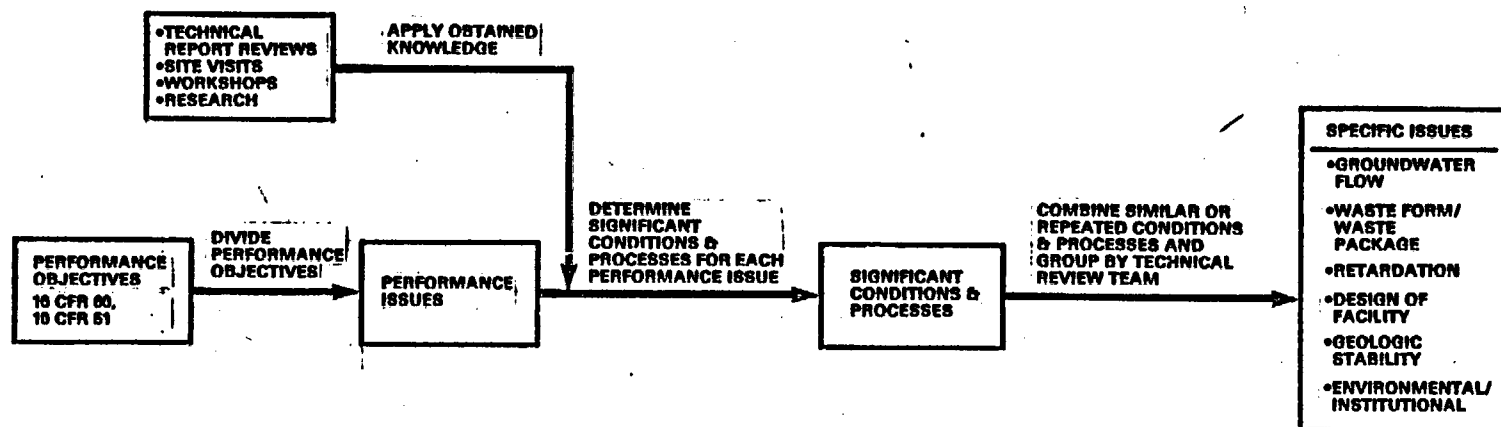 •TECHNICAL
REPORT REVIEWS
•SITE VISITS
•WORKSHOPS
•RESEARCH
APPLY OBTAINED
KNOWLEDGE
PERFORMANCE
OBJECTIVES
10 CFR 60,
10 CFR 51
DIVIDE
PERFORMANCE
OBJECTIVES
PERFORMANCE
ISSUES
DETERMINE
SIGNIFICANT
CONDITIONS &
PROCESSES FOR EACH
PERFORMANCE ISSUE
SIGNIFICANT
CONDITIONS &
PROCESSES
COMBINE SIMILAR OR
REPEATED CONDITIONS
& PROCESSES AND
GROUP BY TECHNICAL
REVIEW TEAM
SPECIFIC ISSUES
•GROUNDWATER
FLOW
•WASTE FORM/
WASTE
PACKAGE
•RETARDATION
•DESIGN OF
FACILITY
•GEOLOGIC
STABILITY
•ENVIRONMENTAL/
INSTITUTIONAL